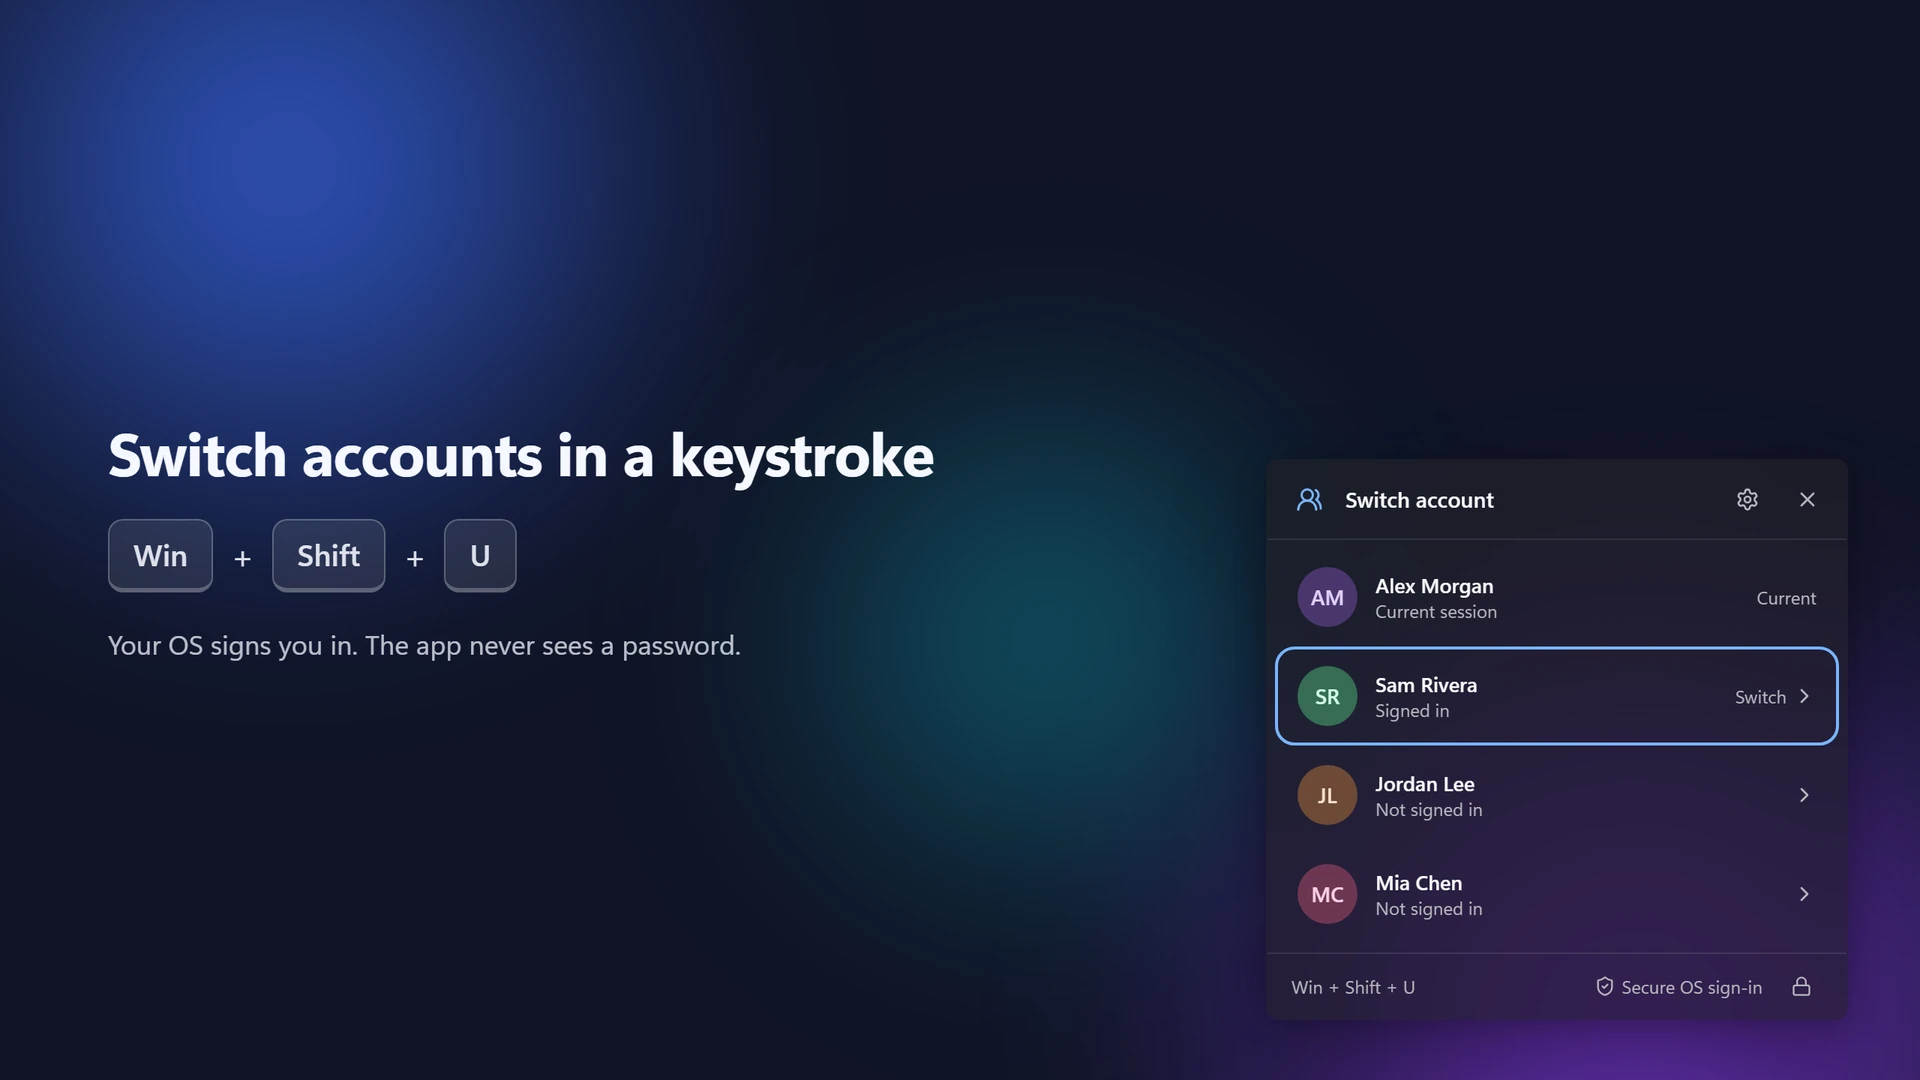 Switch accounts in a keystroke
Win + Shift + U
Your OS signs you in. The app never sees a password.
Switch account
AM
Alex Morgan
Current session
Current
SR
Sam Rivera
Signed in
Switch
JL
Jordan Lee
Not signed in
MC
Mia Chen
Not signed in
Win + Shift + U
Secure OS sign-in